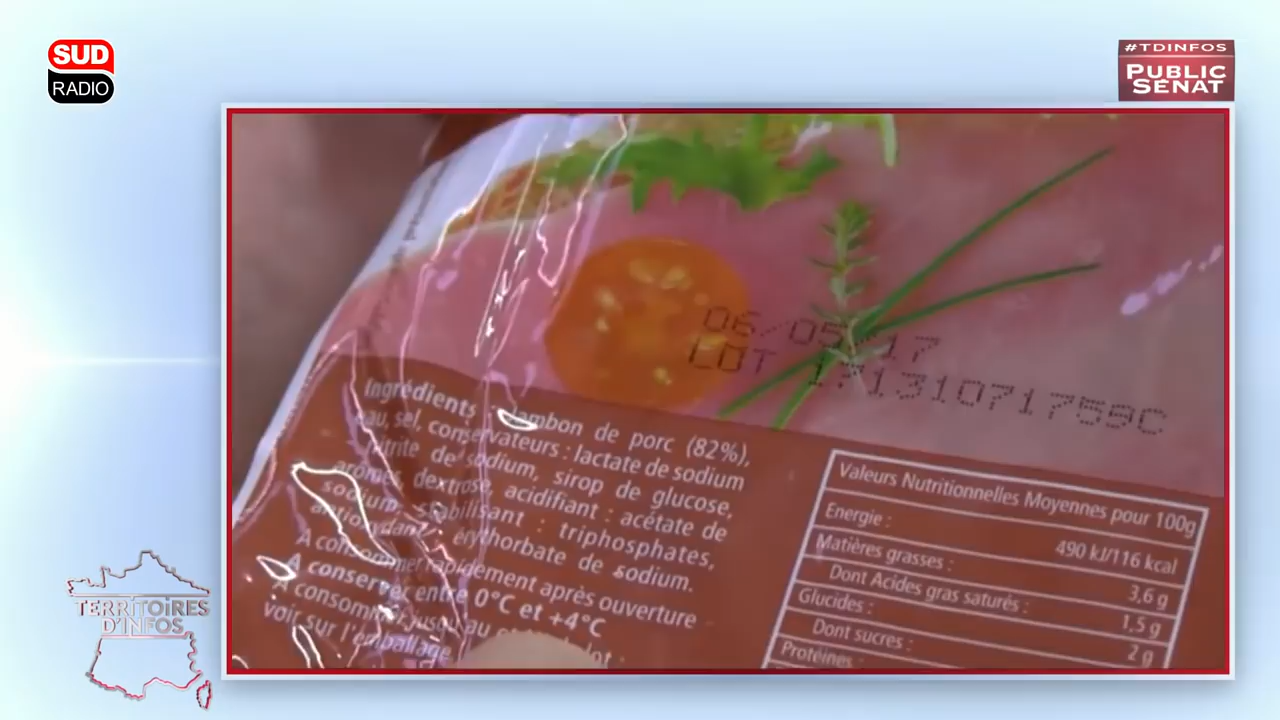 SUD
RADIO
#TDINFOS
PUBLIC
SÉNAT
06/05/17
LOT 17131071759C
Ingrédients : Jambon de porc (82%),
eau, sel, conservateurs : lactate de sodium
nitrite de sodium, sirop de glucose,
arômes, dextrose, acidifiant : acétate de
sodium, stabilisant : triphosphates,
antioxydant : érythorbate de sodium.
A consommer rapidement après ouverture
A conserver entre 0°C et +4°C
A consommer jusqu'au lot :
voir sur l'emballage
Valeurs Nutritionnelles Moyennes pour 100g
Energie : 490 kJ/116 kcal
Matières grasses : 3,6 g
Dont Acides gras saturés : 1,5 g
Glucides : 2 g
Dont sucres :
Protéines :
TERRITOIRES
D'INFOS